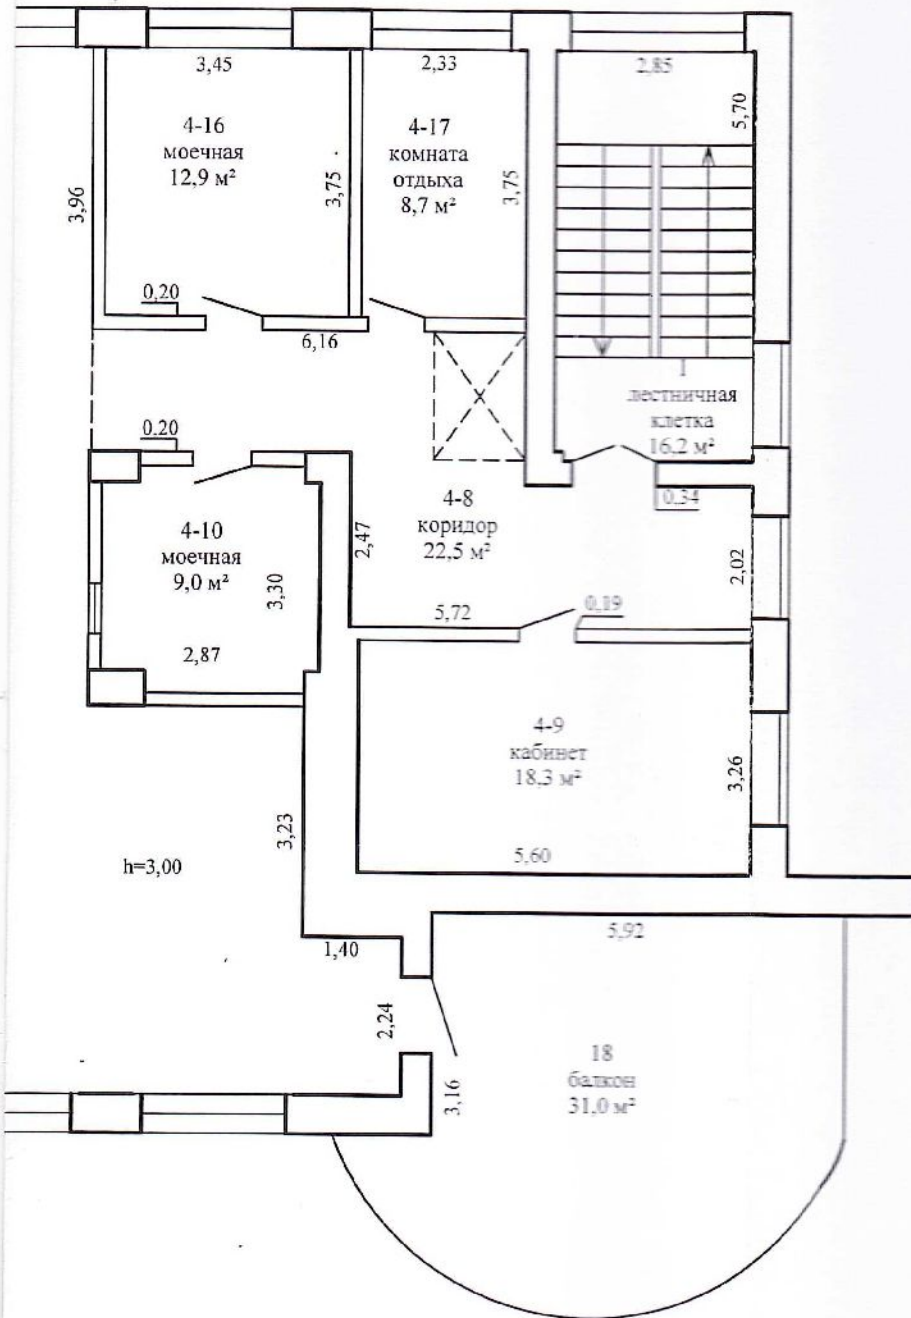 3,45
2,33
2,85
5,70
4-16
моечная
12,9 м²
4-17
комната
отдыха
8,7 м²
3,96
3,75
3,75
0,20
6,16
1
лестничная
клетка
16,2 м²
0,20
4-8
коридор
22,5 м²
0,34
4-10
моечная
9,0 м²
2,47
3,30
2,02
5,72
0,19
2,87
4-9
кабинет
18,3 м²
3,26
3,23
h=3,00
5,60
1,40
5,92
2,24
18
балкон
31,0 м²
3,16